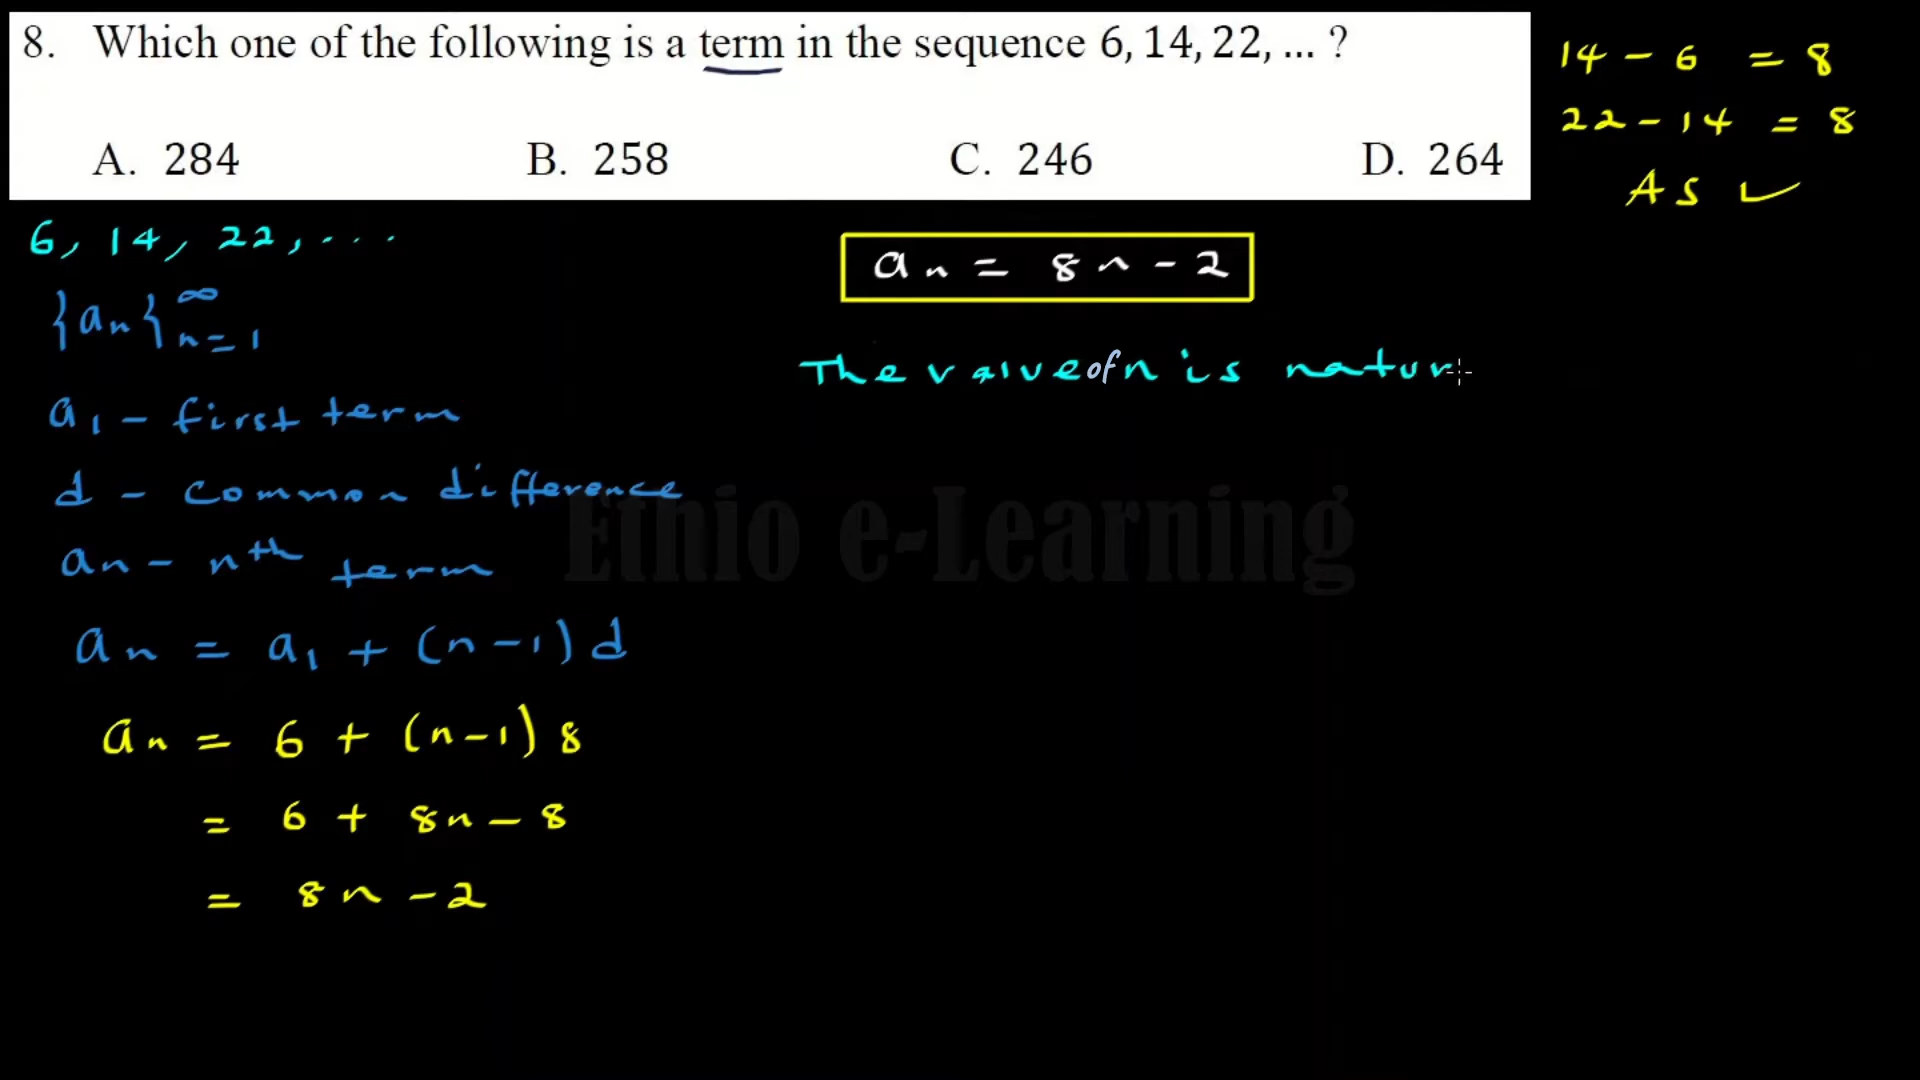 8. Which one of the following is a term in the sequence 6, 14, 22, … ?
A. 284 B. 258 C. 246 D. 264
14 - 6 = 8
22 - 14 = 8
AS ✓
6, 14, 22, ...
{an}∞n=1
a1 - first term
d - common difference
an - nth term
an = a1 + (n-1)d
an = 6 + (n-1)8
= 6 + 8n - 8
= 8n - 2
an = 8n - 2
The value of n is natur
Ethio e-Learning